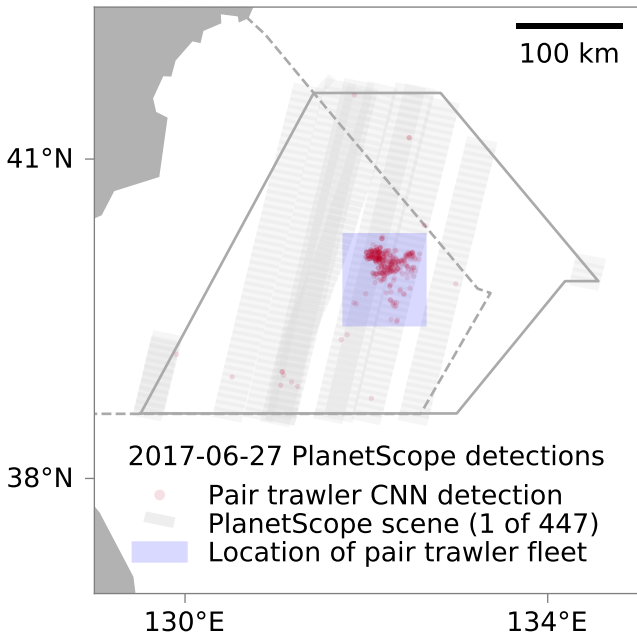 100 km
41°N
2017-06-27 PlanetScope detections
38°N
Pair trawler CNN detection
PlanetScope scene (1 of 447)
Location of pair trawler fleet
130°E
134°E